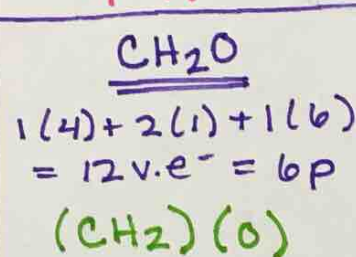 CH₂O
1(4) + 2(1) + 1(6)
= 12 v.e⁻ = 6p
(CH₂)(O)